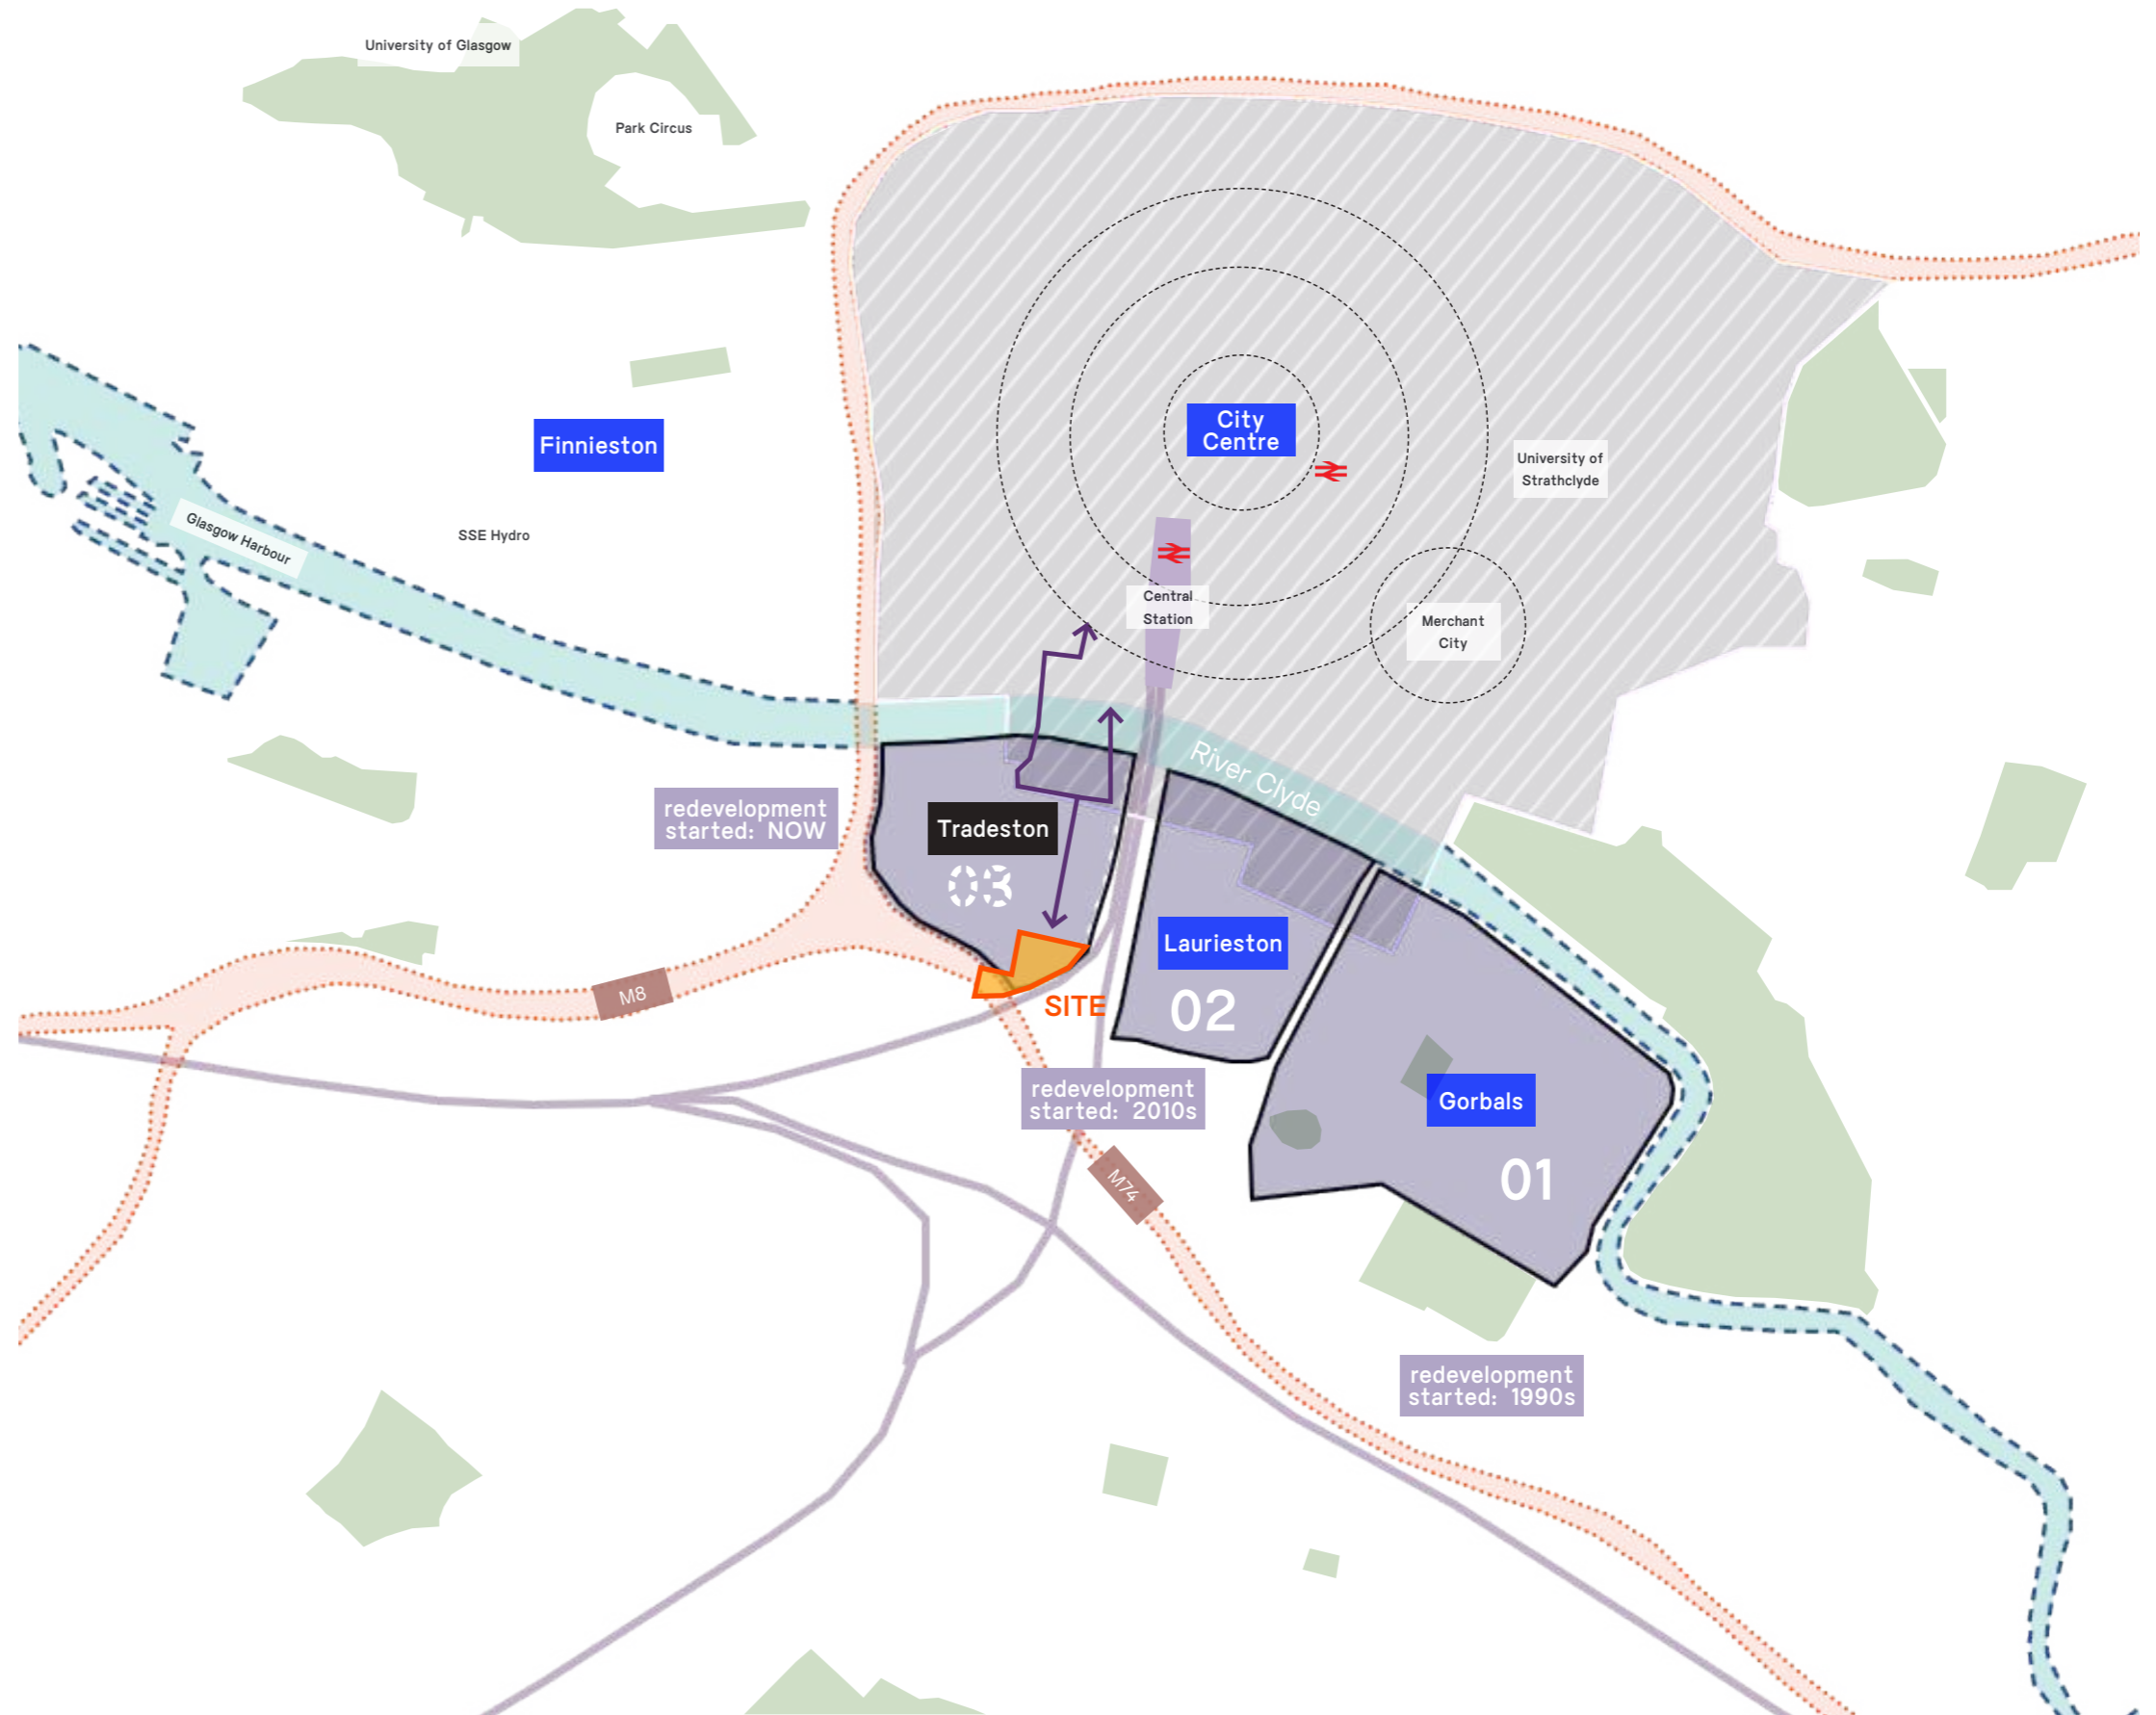 University of Glasgow
Park Circus
City
Centre
Finnieston
University of
Strathclyde
SSE Hydro
Glasgow Harbour
Central
Station
Merchant
City
River Clyde
redevelopment
started: NOW
Tradeston
03
Laurieston
02
M8
SITE
redevelopment
started: 2010s
Gorbals
01
M74
redevelopment
started: 1990s